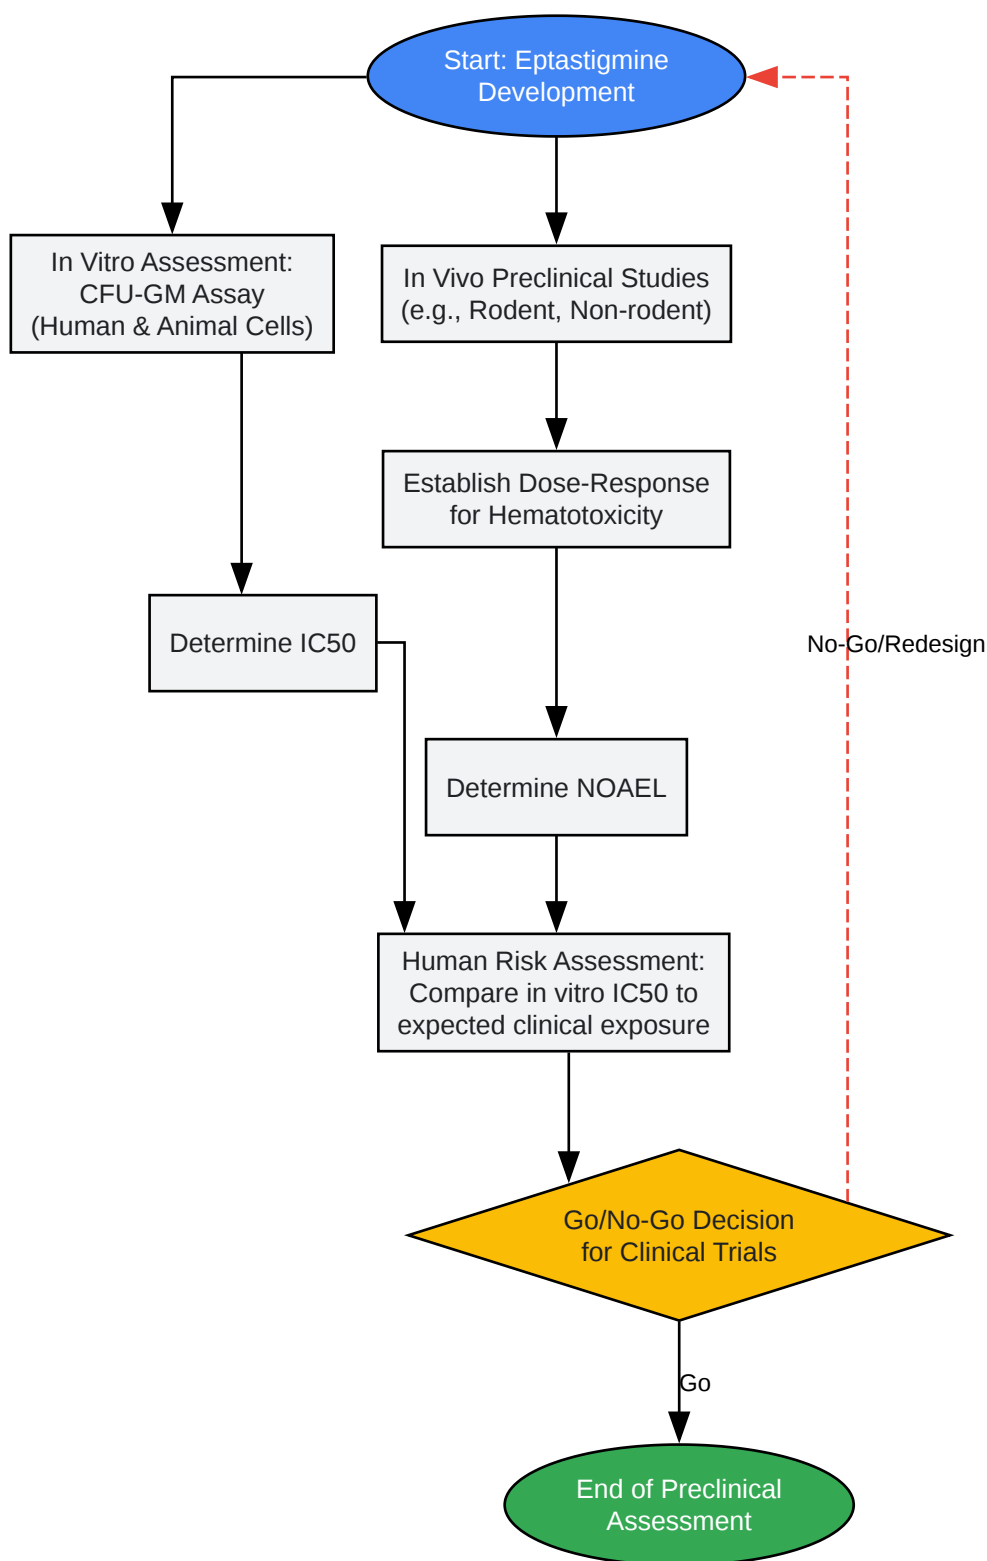 Start: Eptastigmine
Development
In Vitro Assessment:
CFU-GM Assay
(Human & Animal Cells)
In Vivo Preclinical Studies
(e.g., Rodent, Non-rodent)
Establish Dose-Response
for Hematotoxicity
Determine IC50
No-Go/Redesign
Determine NOAEL
Human Risk Assessment:
Compare in vitro IC50 to
expected clinical exposure
Go/No-Go Decision
for Clinical Trials
Go
End of Preclinical
Assessment